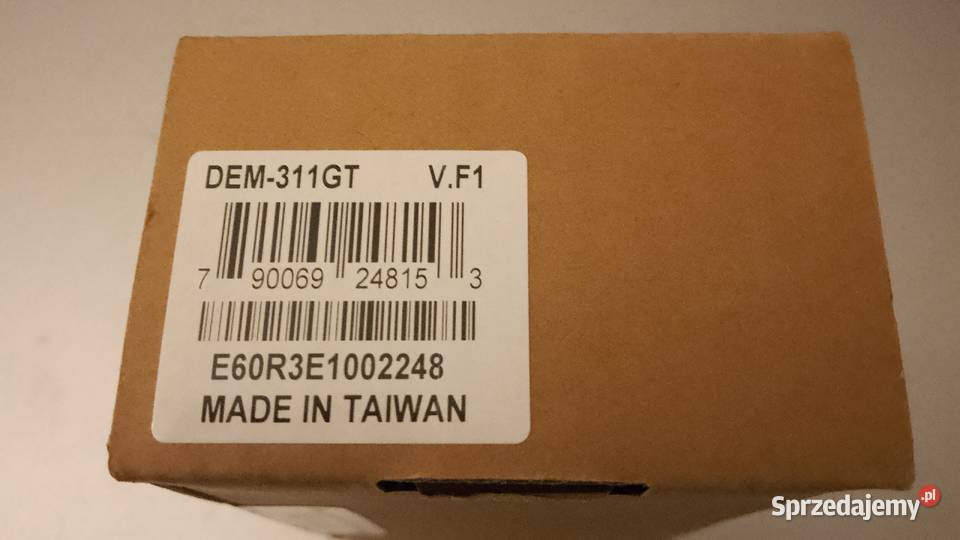 DEM-311GT V.F1
7 90069 24815 3
E60R3E1002248
MADE IN TAIWAN
Sprzedajemy.pl